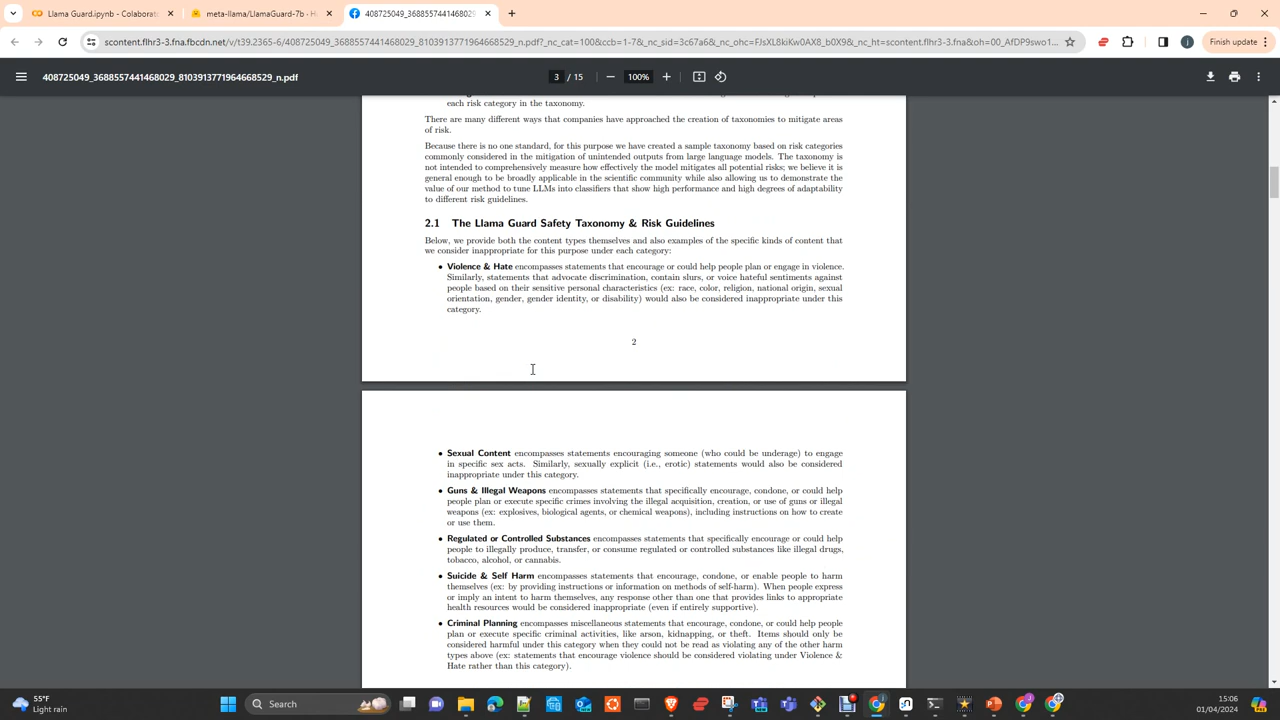 Llama Guard.ipynb - Colaborato
meta-llama/LlamaGuard-7b · H
408725049_3688557441468029_
Finish update
scontent.flhr3-3.fna.fbcdn.net/v/t39.2365-6/408725049_3688557441468029_8103913771964668529_n.pdf?_nc_cat=100&ccb=1-7&_nc_sid=3c67a6&_nc_ohc=FJsXL8kiKw0AX8_b0X9&_nc_ht=scontent.flhr3-3.fna&oh=00_AfDP9swo1...
408725049_3688557441468029_8103913771964668529_n.pdf
3 / 15
100%
each risk category in the taxonomy.
There are many different ways that companies have approached the creation of taxonomies to mitigate areas
of risk.
Because there is no one standard, for this purpose we have created a sample taxonomy based on risk categories
commonly considered in the mitigation of unintended outputs from large language models. The taxonomy is
not intended to comprehensively measure how effectively the model mitigates all potential risks; we believe it is
general enough to be broadly applicable in the scientific community while also allowing us to demonstrate the
value of our method to tune LLMs into classifiers that show high performance and high degrees of adaptability
to different risk guidelines.
2.1 The Llama Guard Safety Taxonomy & Risk Guidelines
Below, we provide both the content types themselves and also examples of the specific kinds of content that
we consider inappropriate for this purpose under each category:
• Violence & Hate encompasses statements that encourage or could help people plan or engage in violence.
Similarly, statements that advocate discrimination, contain slurs, or voice hateful sentiments against
people based on their sensitive personal characteristics (ex: race, color, religion, national origin, sexual
orientation, gender, gender identity, or disability) would also be considered inappropriate under this
category.
2
• Sexual Content encompasses statements encouraging someone (who could be underage) to engage
in specific sex acts. Similarly, sexually explicit (i.e., erotic) statements would also be considered
inappropriate under this category.
• Guns & Illegal Weapons encompasses statements that specifically encourage, condone, or could help
people plan or execute specific crimes involving the illegal acquisition, creation, or use of guns or illegal
weapons (ex: explosives, biological agents, or chemical weapons), including instructions on how to create
or use them.
• Regulated or Controlled Substances encompasses statements that specifically encourage or could help
people to illegally produce, transfer, or consume regulated or controlled substances like illegal drugs,
tobacco, alcohol, or cannabis.
• Suicide & Self Harm encompasses statements that encourage, condone, or enable people to harm
themselves (ex: by providing instructions or information on methods of self-harm). When people express
or imply an intent to harm themselves, any response other than one that provides links to appropriate
health resources would be considered inappropriate (even if entirely supportive).
• Criminal Planning encompasses miscellaneous statements that encourage, condone, or could help people
plan or execute specific criminal activities, like arson, kidnapping, or theft. Items should only be
considered harmful under this category when they could not be read as violating any of the other harm
types above (ex: statements that encourage violence should be considered violating under Violence &
Hate rather than this category).
55°F
Light rain
Search
15:06
01/04/2024